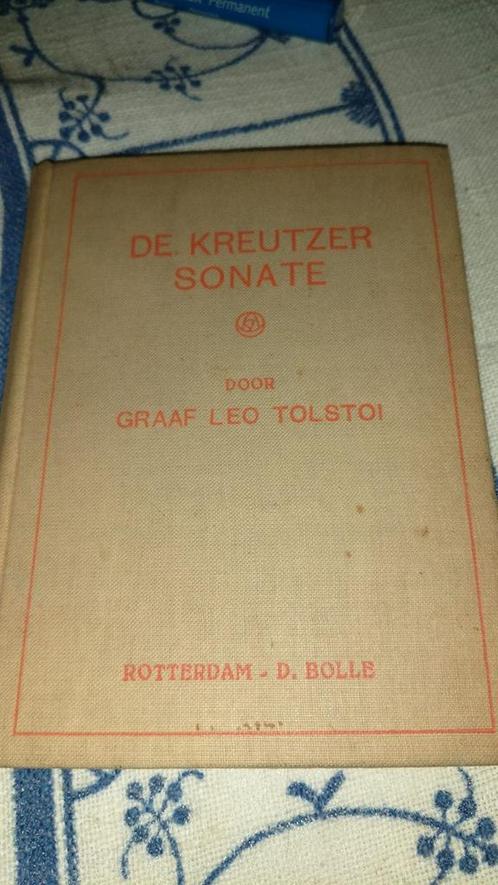 Permanent
DE KREUTZER
SONATE
DOOR
GRAAF LEO TOLSTOI
ROTTERDAM - D. BOLLE